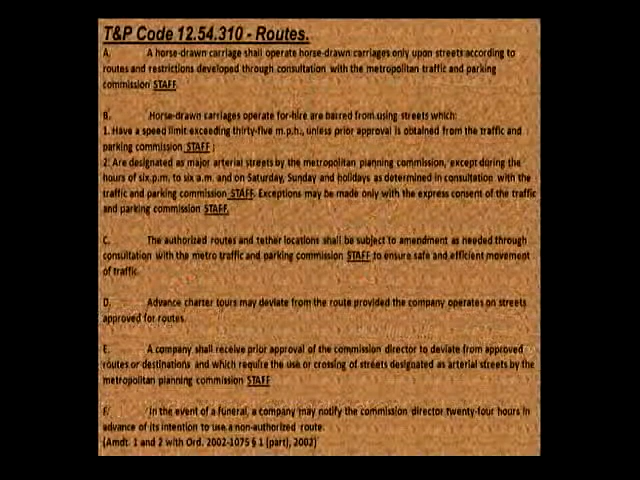 T&P Code 12.54.310 - Routes.
A. A horse-drawn carriage shall operate horse-drawn carriages only upon streets according to
routes and restrictions developed through consultation with the metropolitan traffic and parking
commission STAFF.
B. Horse-drawn carriages operate for-hire are barred from using streets which:
1. Have a speed limit exceeding thirty-five m.p.h., unless prior approval is obtained from the traffic and
parking commission STAFF ;
2. Are designated as major arterial streets by the metropolitan planning commission, except during the
hours of six p.m. to six a.m. and on Saturday, Sunday and holidays as determined in consultation with the
traffic and parking commission STAFF. Exceptions may be made only with the express consent of the traffic
and parking commission STAFF.
C. The authorized routes and tether locations shall be subject to amendment as needed through
consultation with the metro traffic and parking commission STAFF to ensure safe and efficient movement
of traffic.
D. Advance charter tours may deviate from the route provided the company operates on streets
approved for routes.
E. A company shall receive prior approval of the commission director to deviate from approved
routes or destinations and which require the use or crossing of streets designated as arterial streets by the
metropolitan planning commission STAFF
F. In the event of a funeral, a company may notify the commission director twenty-four hours in
advance of its intention to use a non-authorized route.
(Amdt. 1 and 2 with Ord. 2002-1075 § 1 (part), 2002)